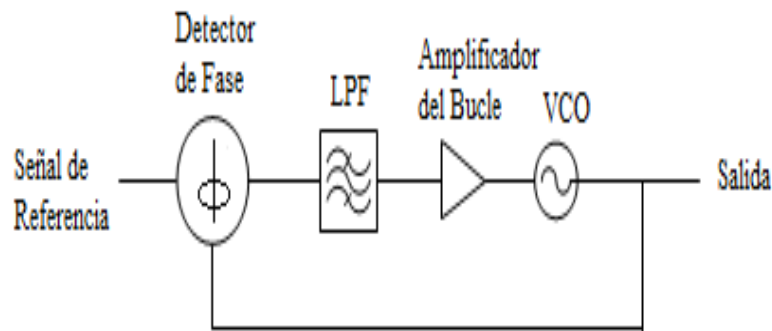 Detector
de Fase
LPF
Amplificador
del Bucle
VCO
Señal de
Referencia
Salida